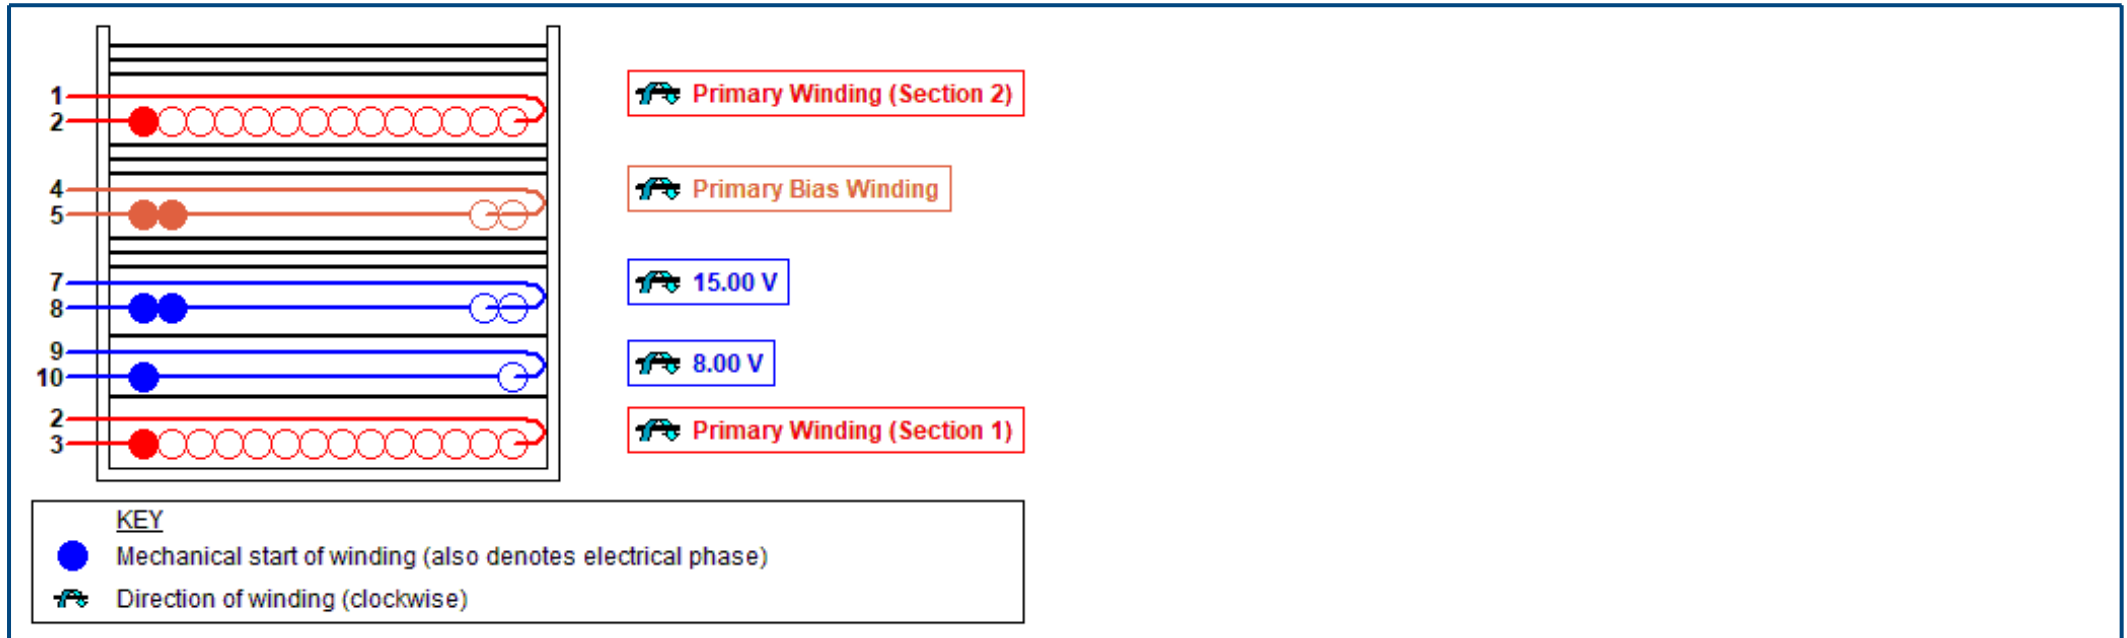 1
Primary Winding (Section 2)
2
4
Primary Bias Winding
5
7
15.00 V
8
9
8.00 V
10
2
Primary Winding (Section 1)
3
KEY
Mechanical start of winding (also denotes electrical phase)
Direction of winding (clockwise)